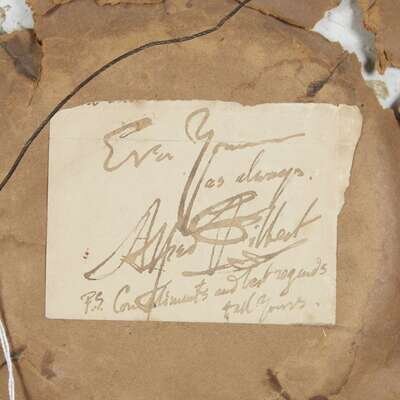 Ever Yours
as always.
Alfred Gilbert
P.S. Compliments and best regards
to all Yours.